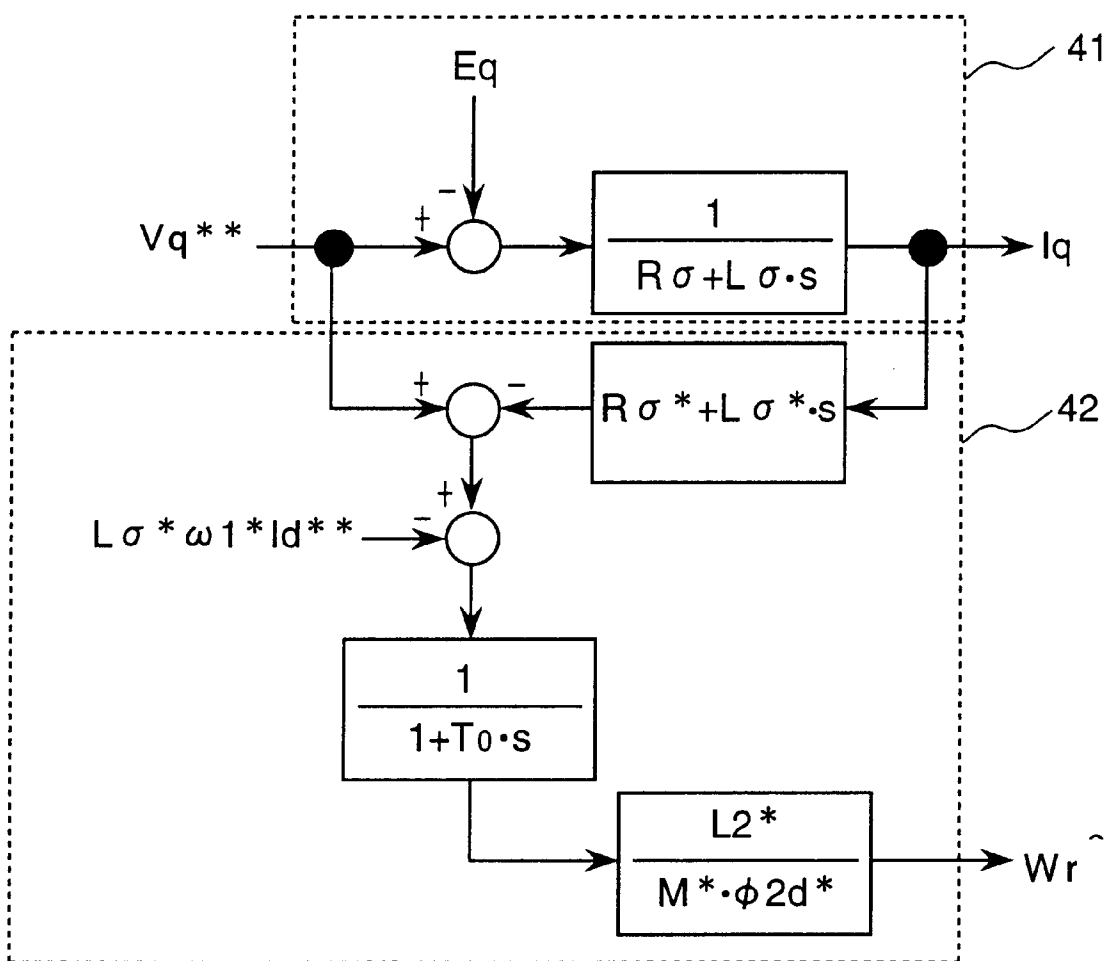 41
Eq
−
+
Vq**
1
Rσ+Lσ·s
Iq
+
−
Rσ*+Lσ*·s
42
+
−
Lσ*ω1*Id**
1
1+T0·s
L2*
M*·φ2d*
Wr^